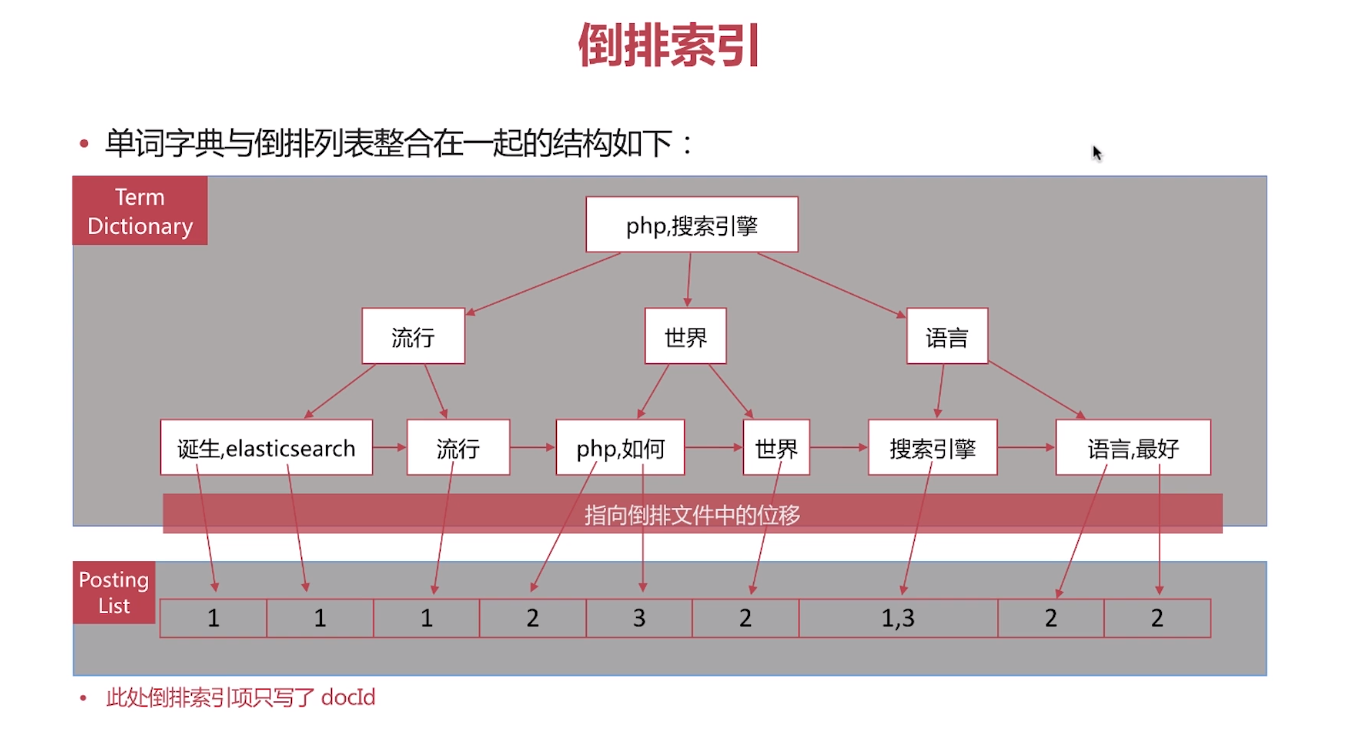 倒排索引
• 单词字典与倒排列表整合在一起的结构如下：
Term
Dictionary
php,搜索引擎
流行
世界
语言
诞生,elasticsearch
流行
php,如何
世界
搜索引擎
语言,最好
指向倒排文件中的位移
Posting
List
1
1
1
2
3
2
1,3
2
2
• 此处倒排索引项只写了 docId